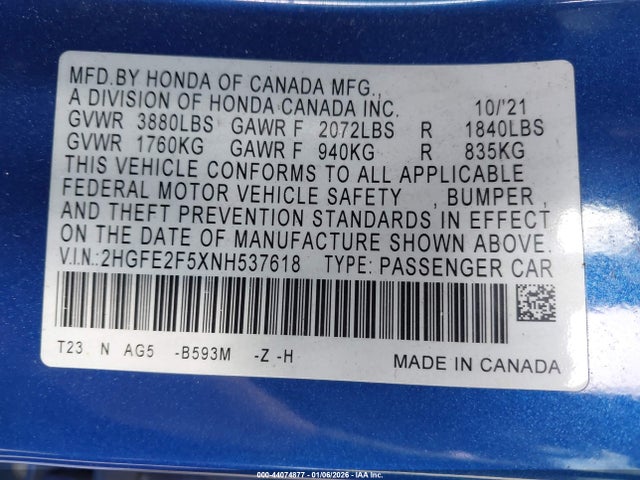 MFD.BY HONDA OF CANADA MFG.,
A DIVISION OF HONDA CANADA INC. 10/'21
GVWR 3880LBS GAWR F 2072LBS R 1840LBS
GVWR 1760KG GAWR F 940KG R 835KG
THIS VEHICLE CONFORMS TO ALL APPLICABLE
FEDERAL MOTOR VEHICLE SAFETY , BUMPER,
AND THEFT PREVENTION STANDARDS IN EFFECT
ON THE DATE OF MANUFACTURE SHOWN ABOVE.
V.I.N.:2HGFE2F5XNH537618 TYPE: PASSENGER CAR
T23 N AG5 -B593M -Z -H MADE IN CANADA
© Image - 44074877 - 01/06/2026 - IAA Inc.